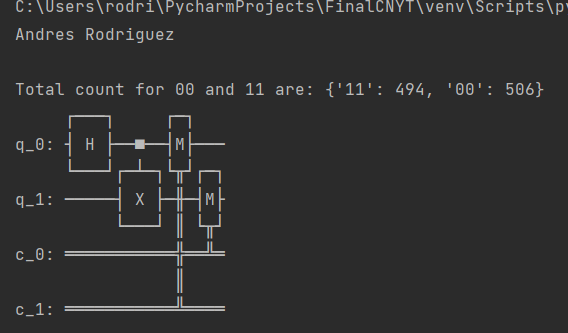 C:\Users\rodri\PycharmProjects\FinalCNYT\venv\Scripts\
Andres Rodriguez
Total count for 00 and 11 are: {'11': 494, '00': 506}
q_0: H M
q_1: X M
c_0:
c_1: